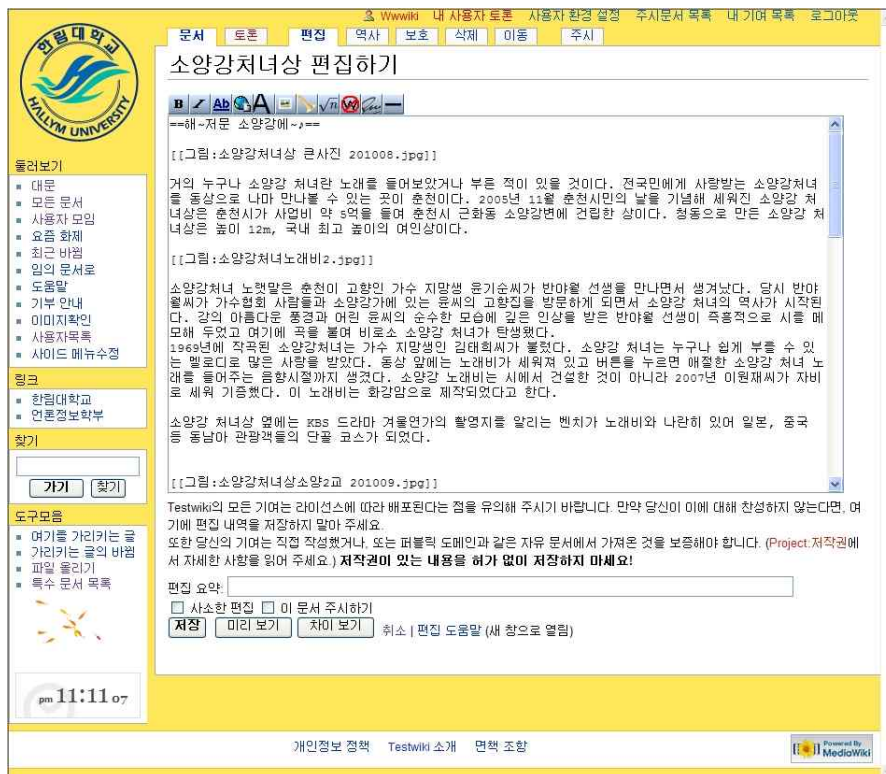 Wwwiki 내 사용자 토론 사용자 환경 설정 주시문서 목록 내 기여 목록 로그아웃
한림대학교
HALLYM UNIVERSITY
문서 토론 편집 역사 보호 삭제 이동 주시
소양강처녀상 편집하기
B I Ab A √n W
==해~저문 소양강에~♪==
[[그림:소양강처녀상 큰사진 201008.jpg]]
거의 누구나 소양강 처녀란 노래를 들어보았거나 부른 적이 있을 것이다. 전국민에게 사랑받는 소양강처녀
를 동상으로 나마 만나볼 수 있는 곳이 춘천이다. 2005년 11월 춘천시민의 날을 기념해 세워진 소양강 처
녀상은 춘천시가 사업비 약 5억을 들여 춘천시 근화동 소양강변에 건립한 상이다. 청동으로 만든 소양강 처
녀상은 높이 12m, 국내 최고 높이의 여인상이다.
[[그림:소양강처녀노래비2.jpg]]
소양강처녀 노랫말은 춘천이 고향인 가수 지망생 윤기순씨가 반야월 선생을 만나면서 생겨났다. 당시 반야
월씨가 가수협회 사람들과 소양강가에 있는 윤씨의 고향집을 방문하게 되면서 소양강 처녀의 역사가 시작된
다. 강의 아름다운 풍경과 어린 윤씨의 순수한 모습에 깊은 인상을 받은 반야월 선생이 즉흥적으로 시를 메
모해 두었고 여기에 곡을 붙여 비로소 소양강 처녀가 탄생됐다.
1969년에 작곡된 소양강처녀는 가수 지망생인 김태희씨가 불렀다. 소양강 처녀는 누구나 쉽게 부를 수 있
는 멜로디로 많은 사랑을 받았다. 동상 앞에는 노래비가 세워져 있고 버튼을 누르면 애절한 소양강 처녀 노
래를 들어주는 음향시설까지 생겼다. 소양강 노래비는 시에서 건설한 것이 아니라 2007년 이원재씨가 자비
로 세워 기증했다. 이 노래비는 화강암으로 제작되었다고 한다.
소양강 처녀상 옆에는 KBS 드라마 겨울연가의 촬영지를 알리는 벤치가 노래비와 나란히 있어 일본, 중국
등 동남아 관광객들의 단골 코스가 되었다.
[[그림:소양강처녀상소양2교 201009.jpg]]
Testwiki의 모든 기여는 라이선스에 따라 배포된다는 점을 유의해 주시기 바랍니다. 만약 당신이 이에 대해 찬성하지 않는다면, 여
기에 편집 내역을 저장하지 말아 주세요.
또한 당신의 기여는 직접 작성했거나, 또는 퍼블릭 도메인과 같은 자유 문서에서 가져온 것을 보증해야 합니다. (Project:저작권에
서 자세한 사항을 읽어 주세요.) 저작권이 있는 내용을 허가 없이 저장하지 마세요!
편집 요약:
사소한 편집 이 문서 주시하기
저장 미리 보기 차이 보기 취소 | 편집 도움말 (새 창으로 열림)
둘러보기
대문
모든 문서
사용자 모임
요즘 화제
최근 바뀜
임의 문서로
도움말
기부 안내
이미지확인
사용자목록
사이드 메뉴수정
링크
한림대학교
언론정보학부
찾기
가기 찾기
도구모음
여기를 가리키는 글
가리키는 글의 바뀜
파일 올리기
특수 문서 목록
pm 11:11 07
개인정보 정책 Testwiki 소개 면책 조항
Powered By
MediaWiki